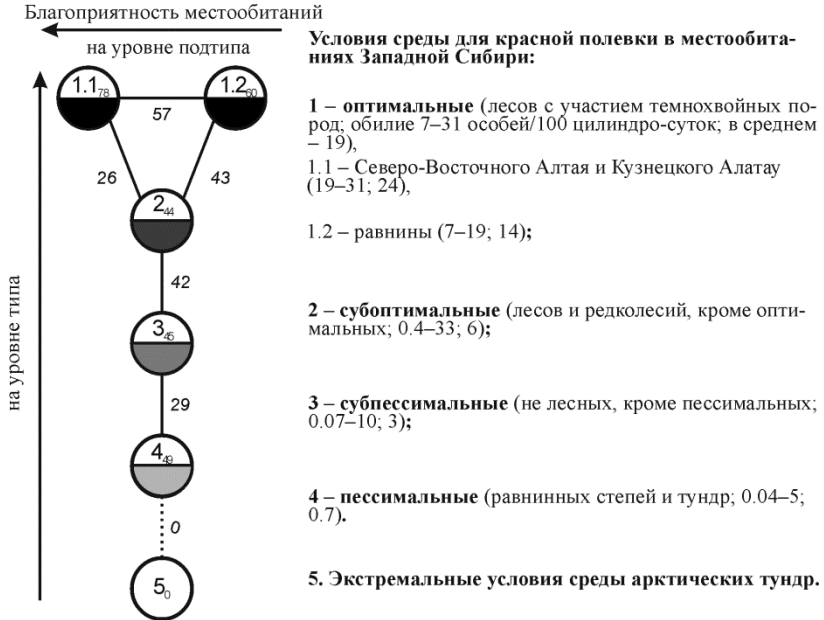 Благоприятность местообитаний
на уровне подтипа
на уровне типа
1.1 78
1.2 60
57
26
43
2 44
42
3 45
29
4 49
0
5 0
Условия среды для красной полевки в местообита-
ниях Западной Сибири:
1 – оптимальные (лесов с участием темнохвойных по-
род; обилие 7–31 особей/100 цилиндро-суток; в среднем
– 19),
1.1 – Северо-Восточного Алтая и Кузнецкого Алатау
(19–31; 24),
1.2 – равнины (7–19; 14);
2 – субоптимальные (лесов и редколесий, кроме опти-
мальных; 0.4–33; 6);
3 – субпессимальные (не лесных, кроме пессимальных;
0.07–10; 3);
4 – пессимальные (равнинных степей и тундр; 0.04–5;
0.7).
5. Экстремальные условия среды арктических тундр.